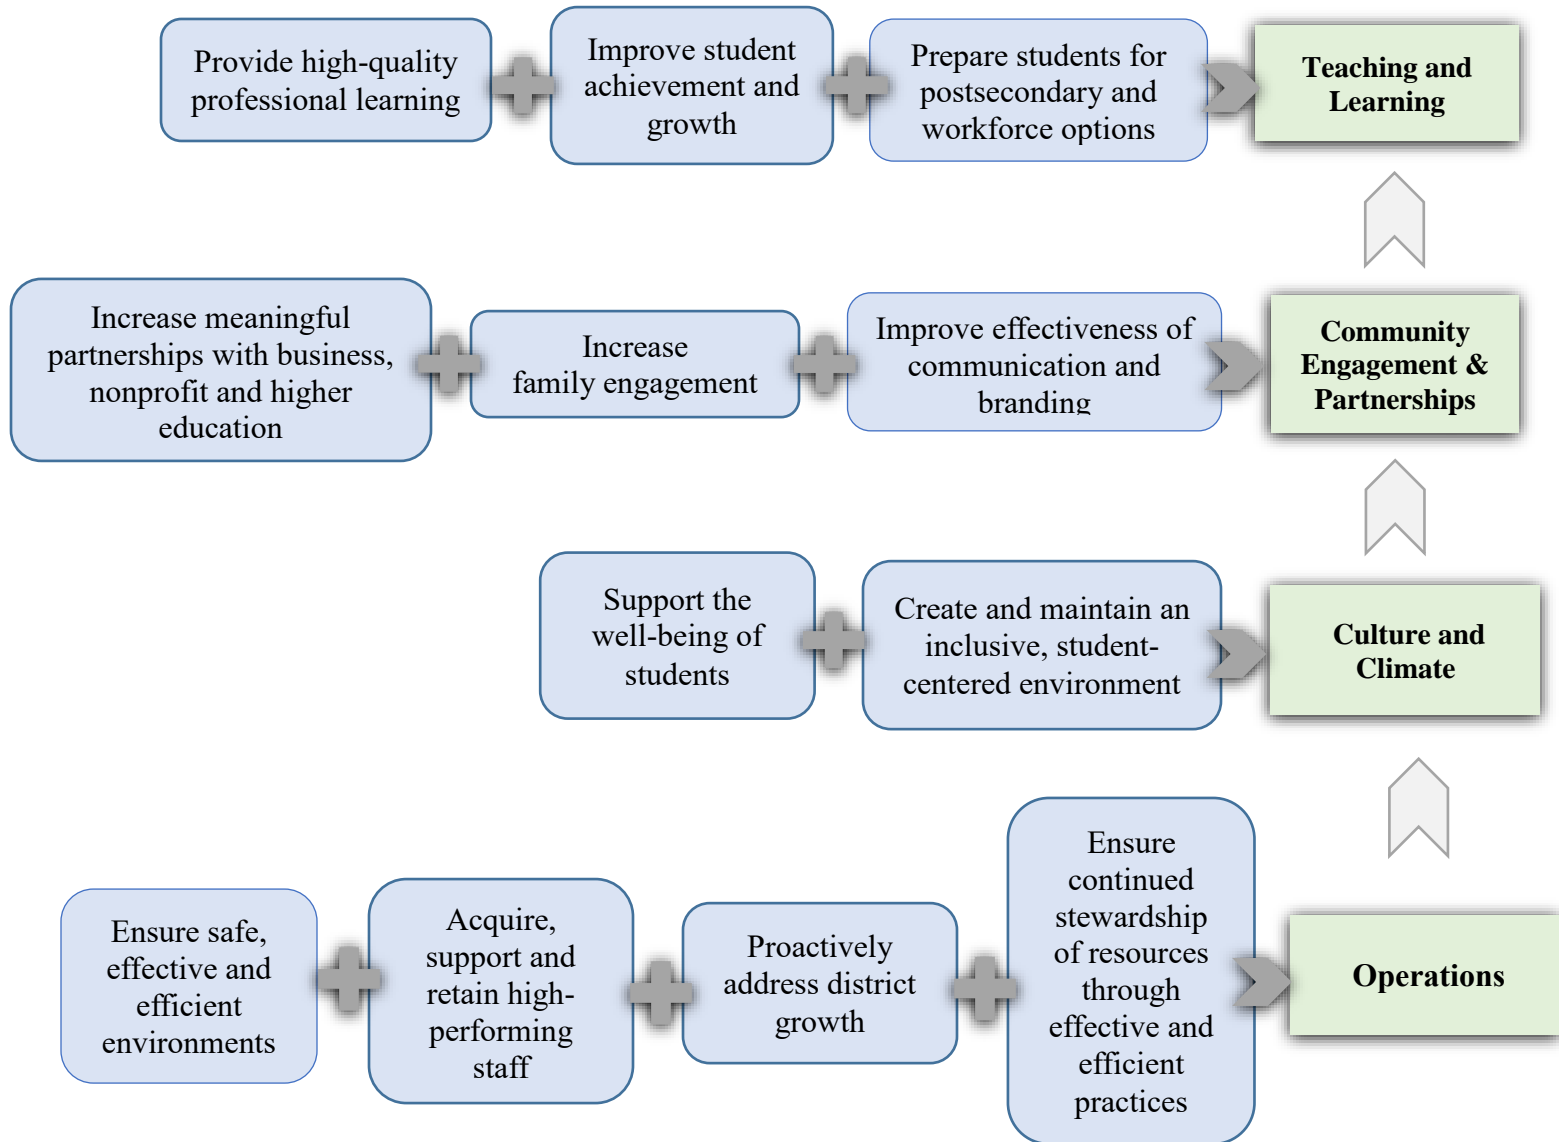 Provide high-quality
professional learning
Improve student
achievement and
growth
Prepare students for
postsecondary and
workforce options
Teaching and
Learning
Increase meaningful
partnerships with business,
nonprofit and higher
education
Increase
family engagement
Improve effectiveness of
communication and
branding
Community
Engagement &
Partnerships
Support the
well-being of
students
Create and maintain an
inclusive, student-
centered environment
Culture and
Climate
Ensure safe,
effective and
efficient
environments
Acquire,
support and
retain high-
performing
staff
Proactively
address district
growth
Ensure
continued
stewardship
of resources
through
effective and
efficient
practices
Operations